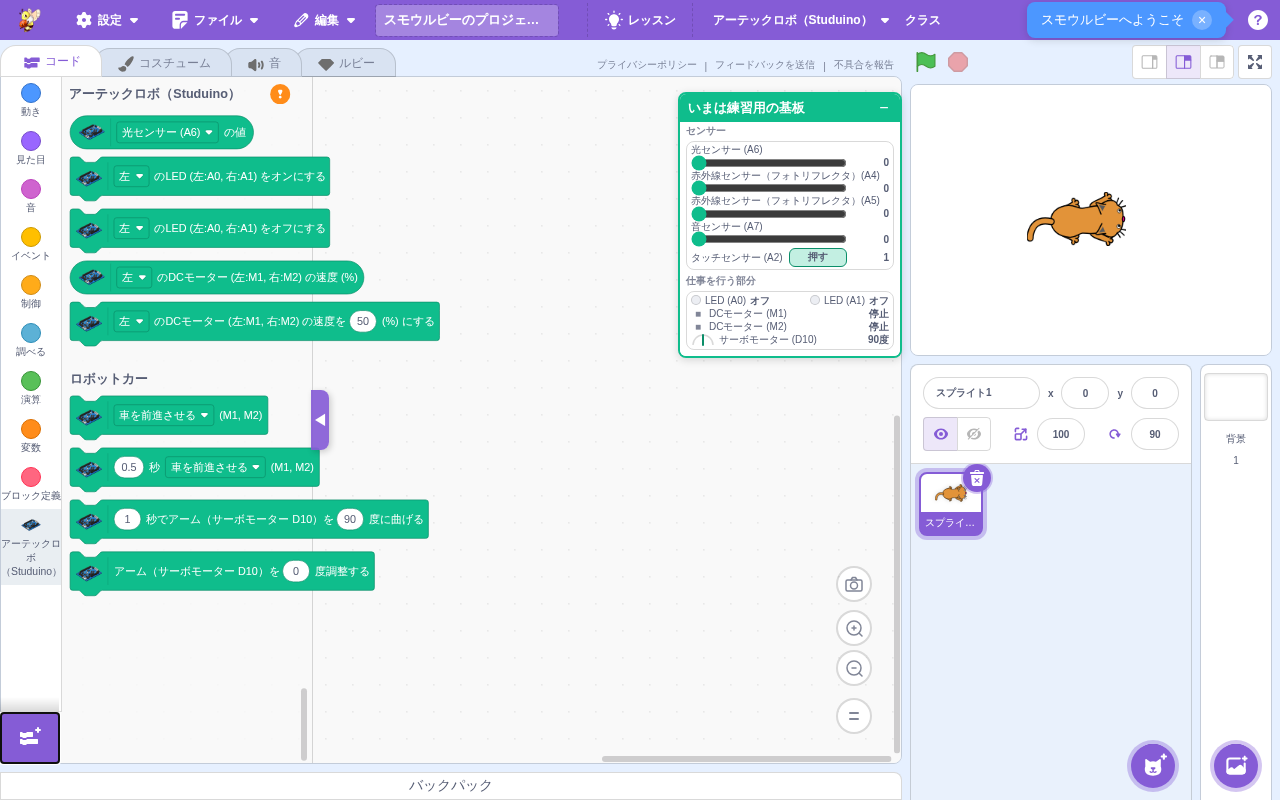 設定
ファイル
編集
スモウルビーのプロジェ…
レッスン
アーテックロボ（Studuino）
クラス
スモウルビーへようこそ
×
?
コード
コスチューム
音
ルビー
プライバシーポリシー | フィードバックを送信 | 不具合を報告
動き
見た目
音
イベント
制御
調べる
演算
変数
ブロック定義
アーテックロ
ボ
（Studuino）
アーテックロボ（Studuino）
光センサー (A6) の値
左 のLED (左:A0, 右:A1) をオンにする
左 のLED (左:A0, 右:A1) をオフにする
左 のDCモーター (左:M1, 右:M2) の速度 (%)
左 のDCモーター (左:M1, 右:M2) の速度を 50 (%) にする
ロボットカー
車を前進させる (M1, M2)
0.5 秒 車を前進させる (M1, M2)
1 秒でアーム（サーボモーター D10）を 90 度に曲げる
アーム（サーボモーター D10）を 0 度調整する
いまは練習用の基板 −
センサー
光センサー (A6)
0
赤外線センサー（フォトリフレクタ）(A4)
0
赤外線センサー（フォトリフレクタ）(A5)
0
音センサー (A7)
0
タッチセンサー (A2) 押す 1
仕事を行う部分
LED (A0) オフ LED (A1) オフ
DCモーター (M1) 停止
DCモーター (M2) 停止
サーボモーター (D10) 90度
バックパック
スプライト1 x 0 y 0
100 90
スプライ…
背景
1